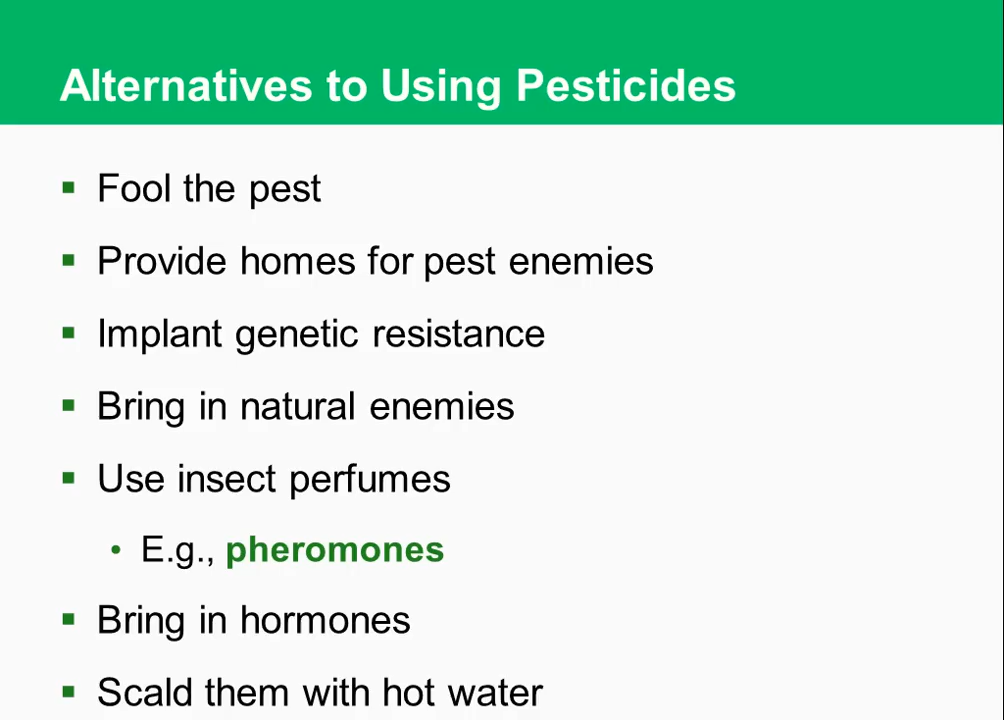 Alternatives to Using Pesticides
▪ Fool the pest
▪ Provide homes for pest enemies
▪ Implant genetic resistance
▪ Bring in natural enemies
▪ Use insect perfumes
• E.g., pheromones
▪ Bring in hormones
▪ Scald them with hot water